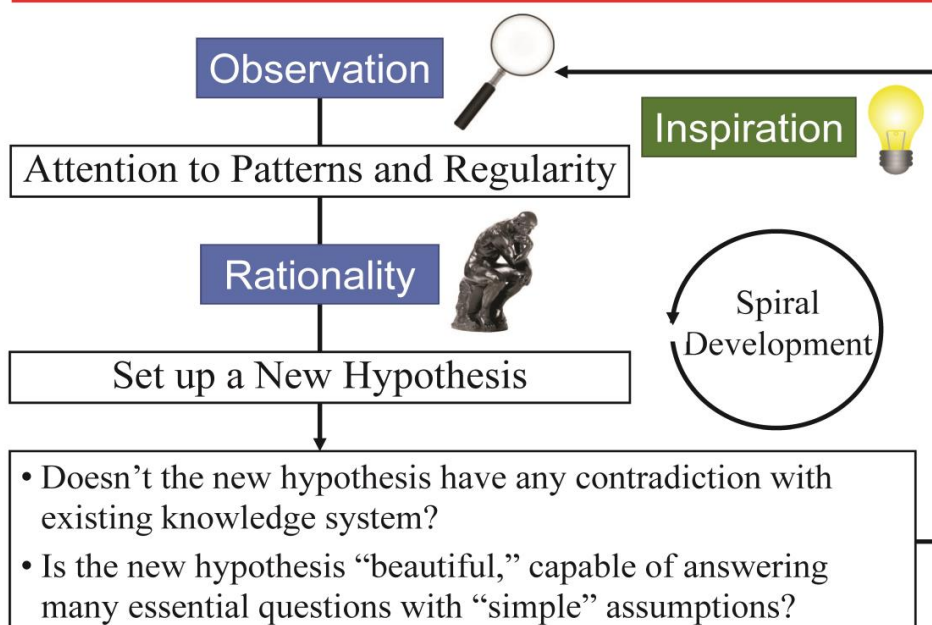 Observation
Inspiration
Attention to Patterns and Regularity
Rationality
Spiral
Development
Set up a New Hypothesis
• Doesn’t the new hypothesis have any contradiction with
existing knowledge system?
• Is the new hypothesis “beautiful,” capable of answering
many essential questions with “simple” assumptions?